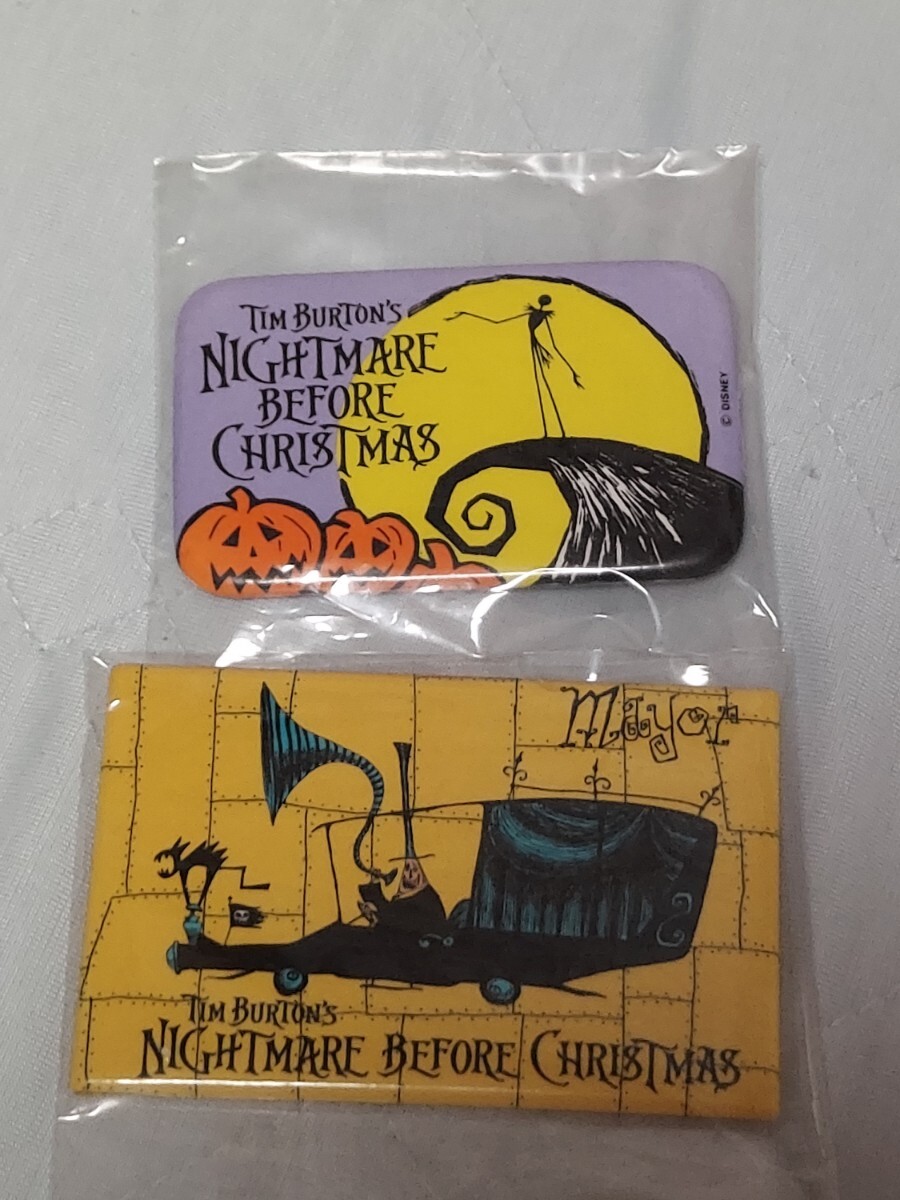 TIM BURTON'S
NIGHTMARE
BEFORE
CHRISTMAS
© DISNEY
Mayor
TIM BURTON'S
NIGHTMARE BEFORE CHRISTMAS